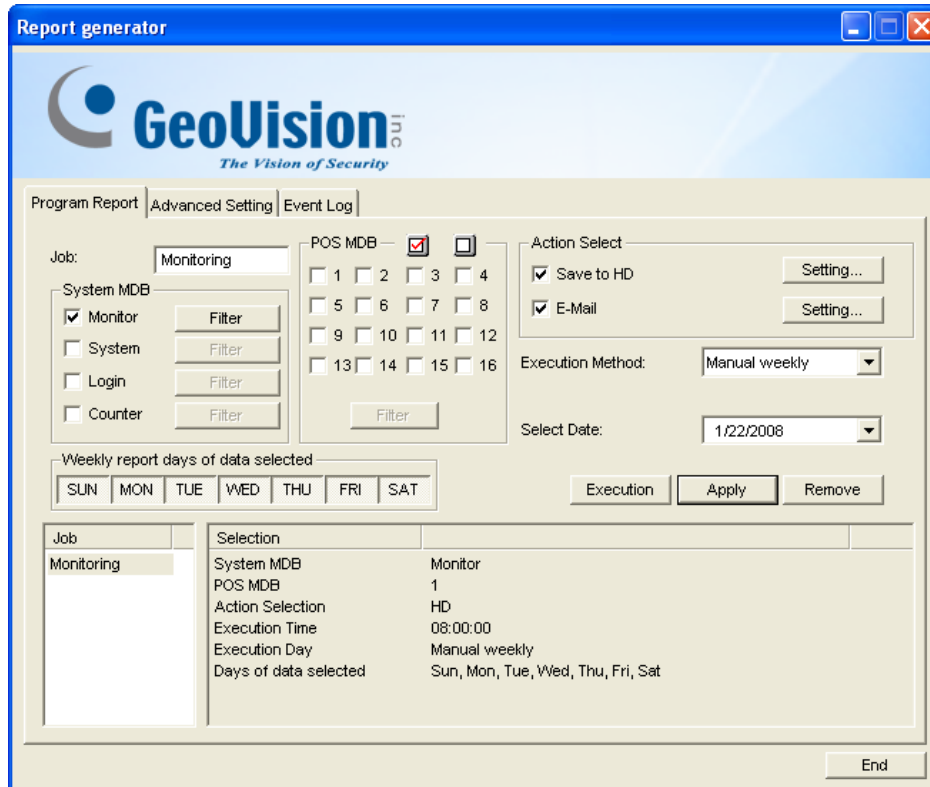 Report generator
GeoVision inc
The Vision of Security
Program Report Advanced Setting Event Log
Job: Monitoring
System MDB
Monitor Filter
System Filter
Login Filter
Counter Filter
POS MDB
1 2 3 4
5 6 7 8
9 10 11 12
13 14 15 16
Filter
Action Select
Save to HD Setting...
E-Mail Setting...
Execution Method: Manual weekly
Select Date: 1/22/2008
Weekly report days of data selected
SUN MON TUE WED THU FRI SAT
Execution Apply Remove
Job
Monitoring
Selection
System MDB Monitor
POS MDB 1
Action Selection HD
Execution Time 08:00:00
Execution Day Manual weekly
Days of data selected Sun, Mon, Tue, Wed, Thu, Fri, Sat
End